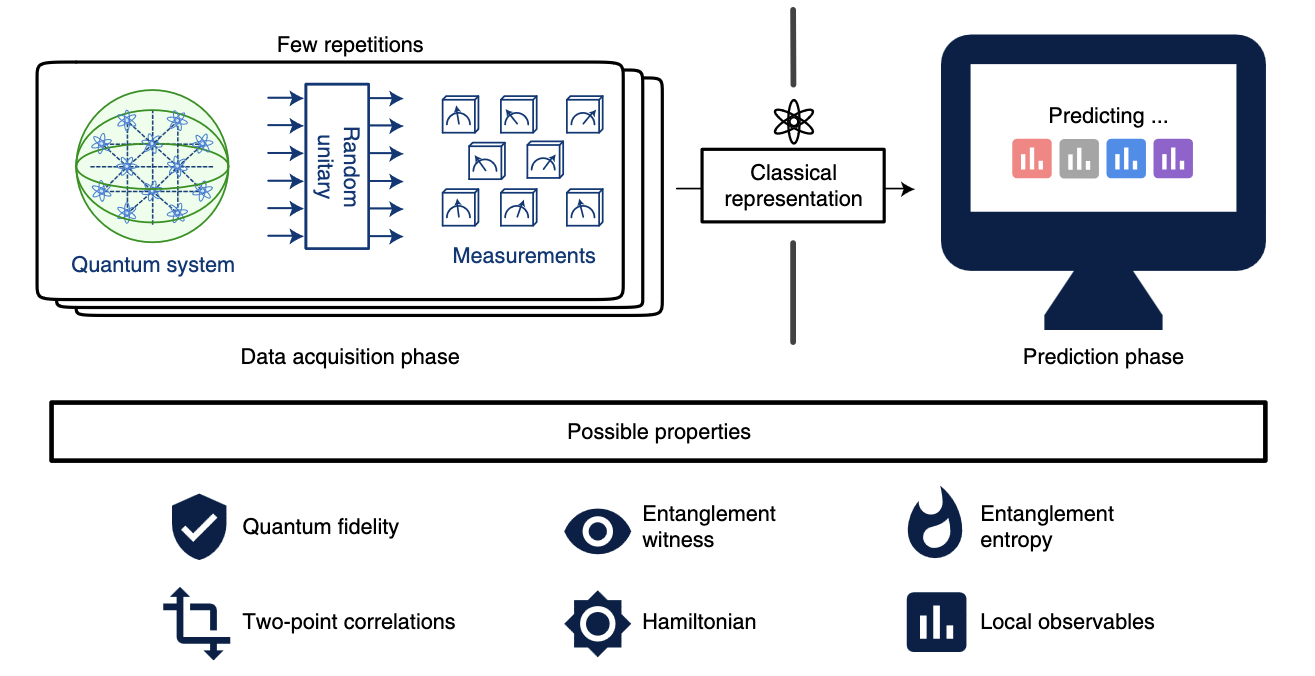 Few repetitions
Random
unitary
Quantum system
Measurements
Data acquisition phase
Classical
representation
Predicting ...
Prediction phase
Possible properties
Quantum fidelity
Entanglement
witness
Entanglement
entropy
Two-point correlations
Hamiltonian
Local observables